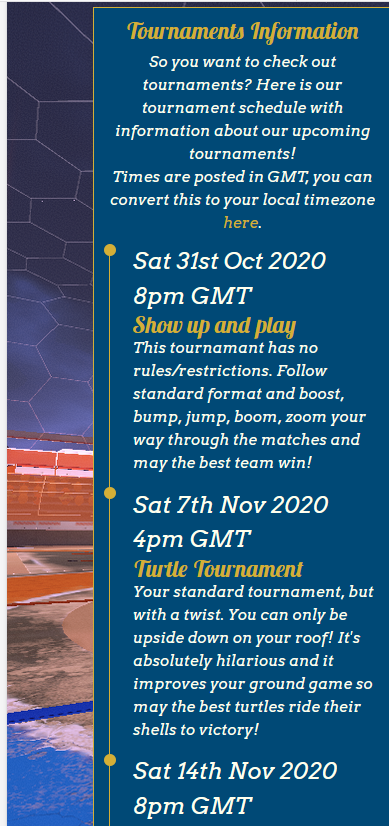 Tournaments Information
So you want to check out
tournaments? Here is our
tournament schedule with
information about our upcoming
tournaments!
Times are posted in GMT, you can
convert this to your local timezone
here.
Sat 31st Oct 2020
8pm GMT
Show up and play
This tournamant has no
rules/restrictions. Follow
standard format and boost,
bump, jump, boom, zoom your
way through the matches and
may the best team win!
Sat 7th Nov 2020
4pm GMT
Turtle Tournament
Your standard tournament, but
with a twist. You can only be
upside down on your roof! It's
absolutely hilarious and it
improves your ground game so
may the best turtles ride their
shells to victory!
Sat 14th Nov 2020
8pm GMT